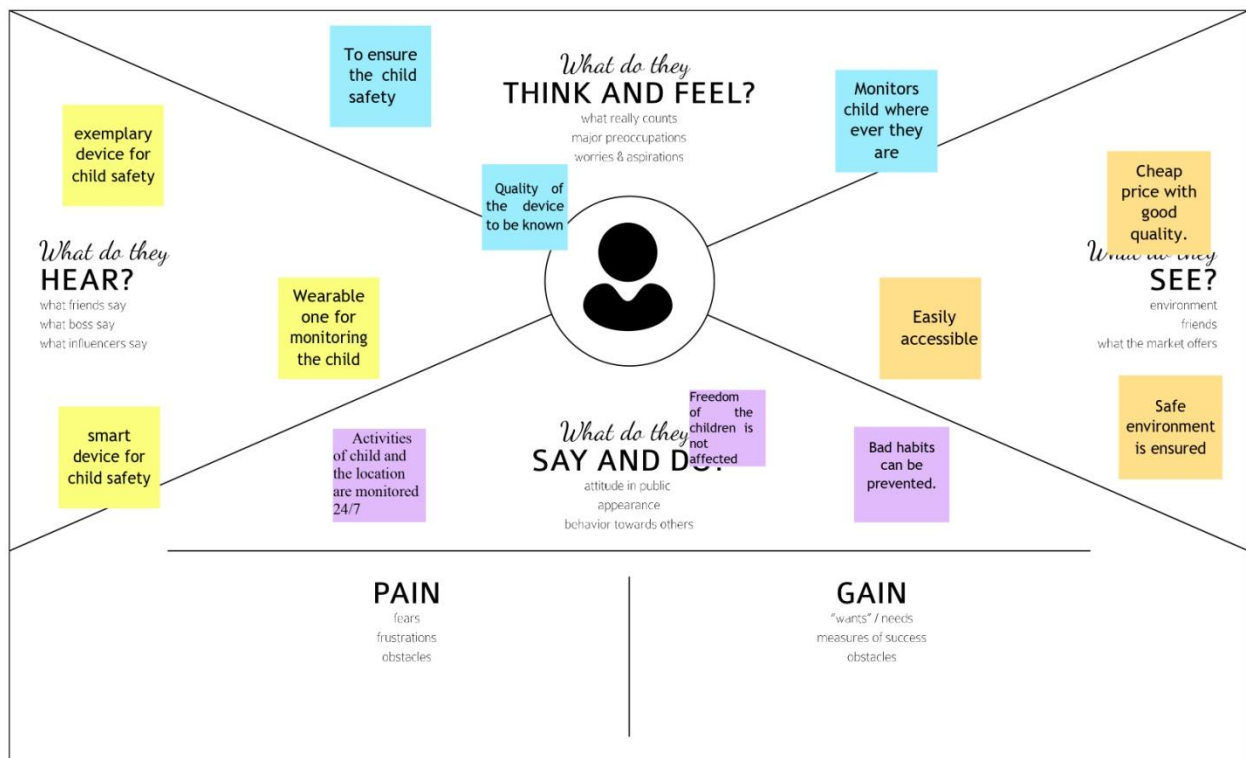 To ensure
the child
safety
What do they
THINK AND FEEL?
what really counts
major preoccupations
worries & aspirations
Monitors
child where
ever they
are
Quality of
the device
to be known
exemplary
device for
child safety
What do they
HEAR?
what friends say
what boss say
what influencers say
Wearable
one for
monitoring
the child
smart
device for
child safety
Cheap
price with
good
quality.
What do they
SEE?
environment
friends
what the market offers
Easily
accessible
Safe
environment
is ensured
What do they
SAY AND DO?
attitude in public
appearance
behavior towards others
Freedom
of the
children is
not
affected
Activities
of child and
the location
are monitored
24/7
Bad habits
can be
prevented.
PAIN
fears
frustrations
obstacles
GAIN
"wants" / needs
measures of success
obstacles